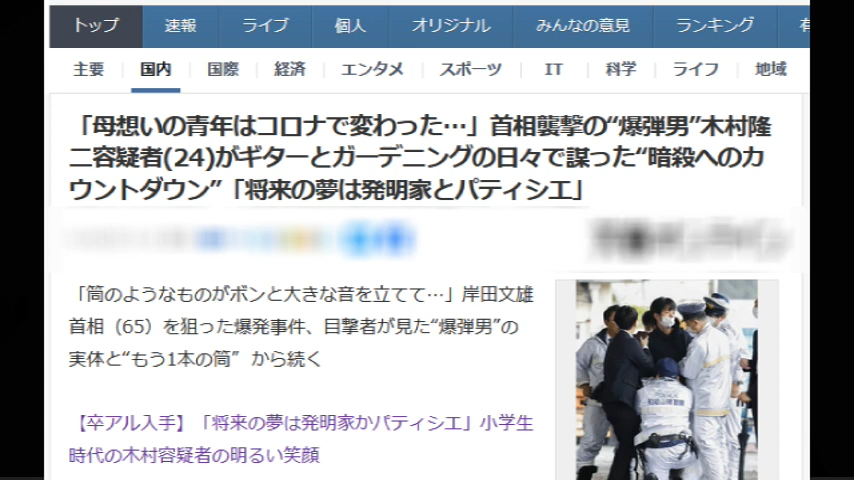 トップ 速報 ライブ 個人 オリジナル みんなの意見 ランキング 有
主要 国内 国際 経済 エンタメ スポーツ IT 科学 ライフ 地域
「母想いの青年はコロナで変わった…」首相襲撃の“爆弾男”木村隆
二容疑者(24)がギターとガーデニングの日々で謀った“暗殺へのカ
ウントダウン”「将来の夢は発明家とパティシエ」
「筒のようなものがボンと大きな音を立てて…」岸田文雄
首相（65）を狙った爆発事件、目撃者が見た“爆弾男”の
実体と“もう1本の筒” から続く
【卒アル入手】「将来の夢は発明家かパティシエ」小学生
時代の木村容疑者の明るい笑顔